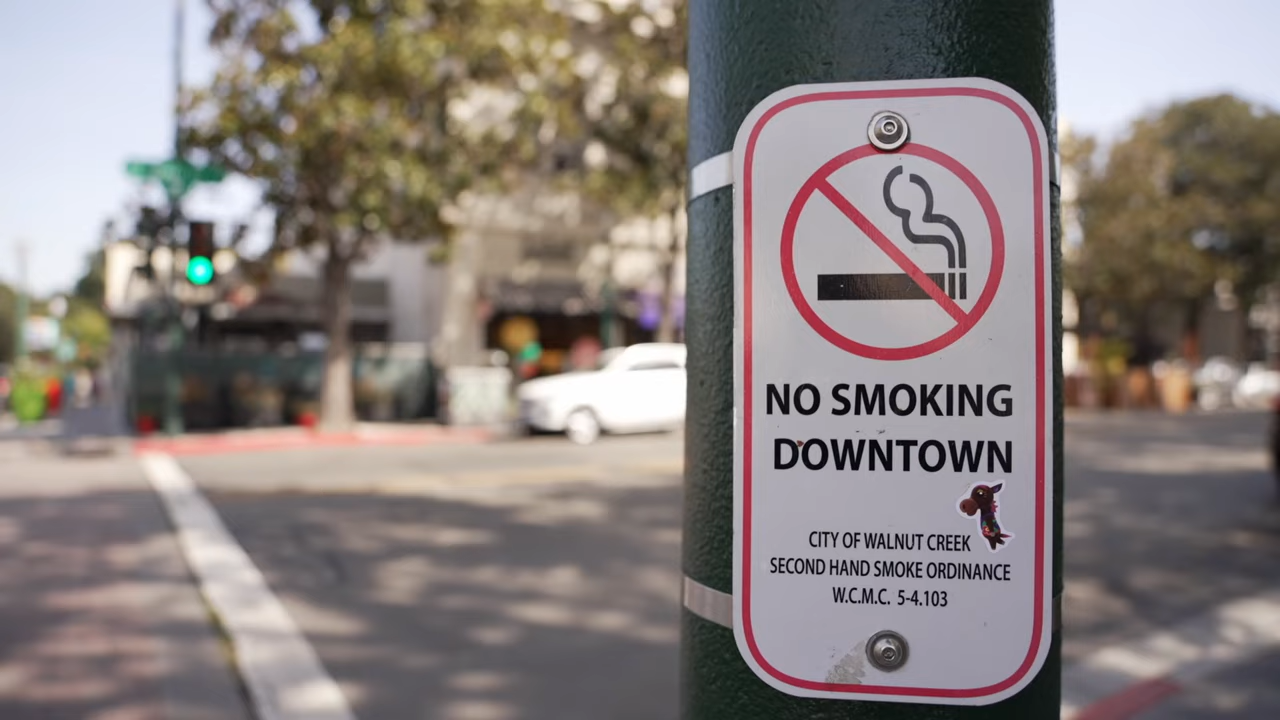 NO SMOKING
DOWNTOWN
CITY OF WALNUT CREEK
SECOND HAND SMOKE ORDINANCE
W.C.M.C. 5-4.103